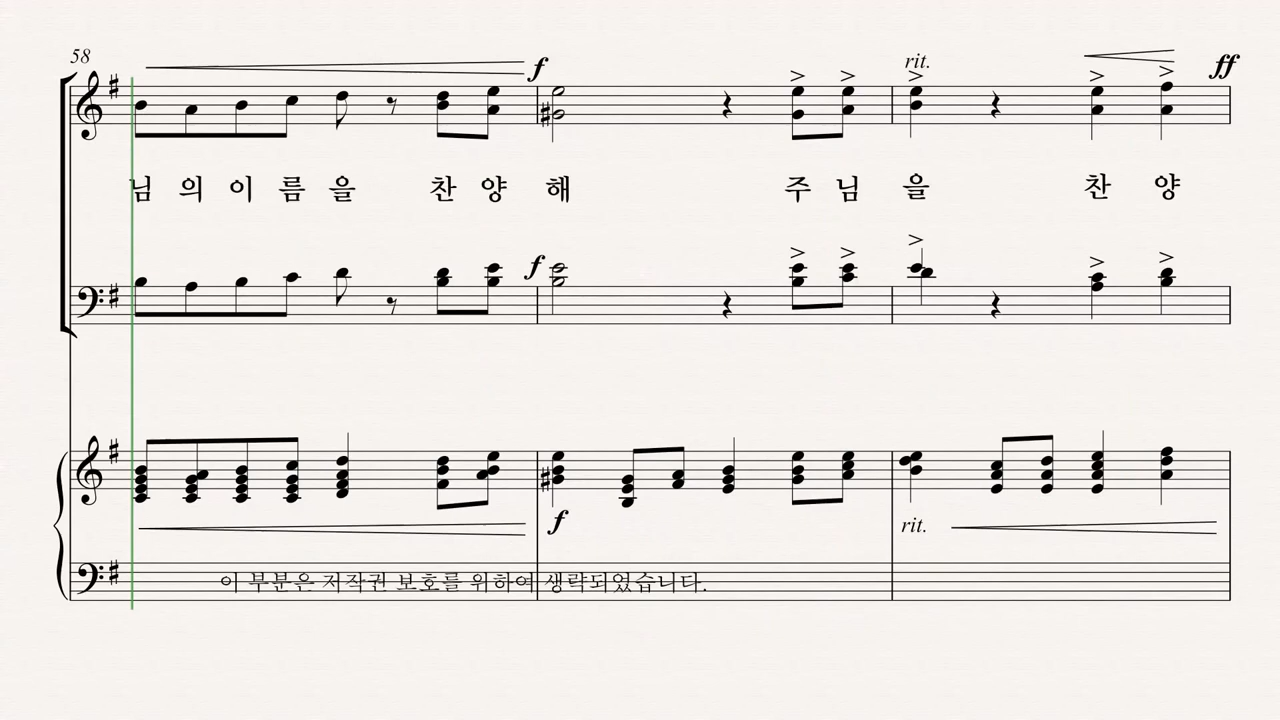 58
f
rit.
ff
님 의 이 름 을 찬 양 해 주 님 을 찬 양
f
f
rit.
이 부분은 저작권 보호를 위하여 생략되었습니다.